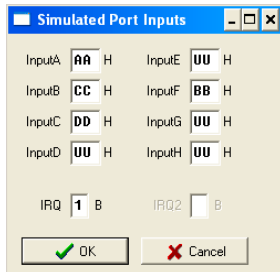 Simulated Port Inputs
InputA AA H InputE UU H
InputB CC H InputF BB H
InputC DD H InputG UU H
InputD UU H InputH UU H
IRQ 1 B IRQ2 B
OK Cancel